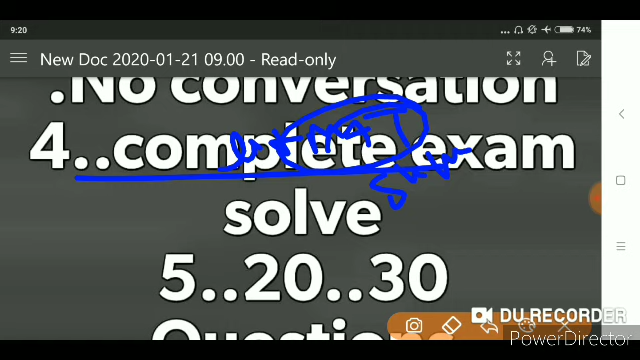 9:20
74%
New Doc 2020-01-21 09.00 - Read-only
.No conversation
4..complete exam
solve
5..20..30
Question
DU RECORDER
PowerDirector